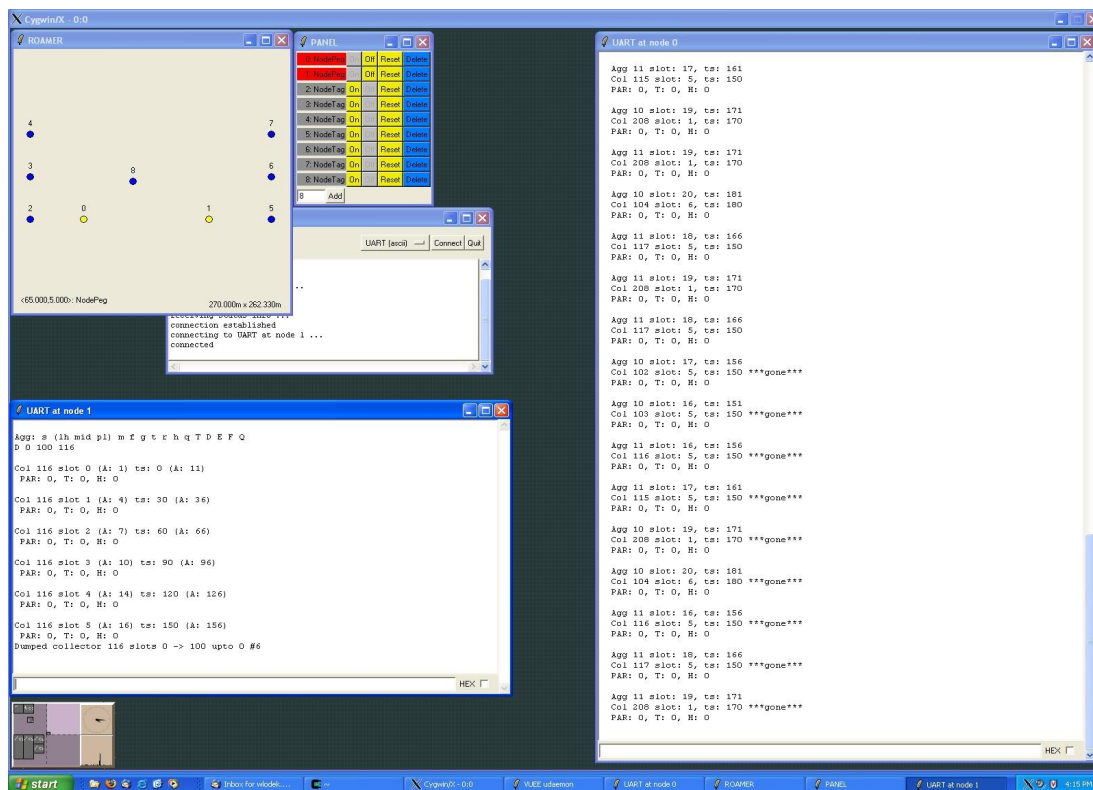 Cygwin/X - 0:0
ROAMER
4
7
3
6
8
2
0
1
5
<65.000,5.000>: NodePeg
270.000m x 262.330m
PANEL
0: NodePeg On Off Reset Delete
1: NodePeg On Off Reset Delete
2: NodeTag On Off Reset Delete
3: NodeTag On Off Reset Delete
4: NodeTag On Off Reset Delete
5: NodeTag On Off Reset Delete
6: NodeTag On Off Reset Delete
7: NodeTag On Off Reset Delete
8: NodeTag On Off Reset Delete
8 Add
UART (ascii) Connect Quit
..
connection established
connecting to UART at node 1 ...
connected
UART at node 1
Agg: s (lh mid pl) m f g t r h q T D E F Q
D 0 100 116
Col 116 slot 0 (A: 1) ts: 0 (A: 11)
PAR: 0, T: 0, H: 0
Col 116 slot 1 (A: 4) ts: 30 (A: 36)
PAR: 0, T: 0, H: 0
Col 116 slot 2 (A: 7) ts: 60 (A: 66)
PAR: 0, T: 0, H: 0
Col 116 slot 3 (A: 10) ts: 90 (A: 96)
PAR: 0, T: 0, H: 0
Col 116 slot 4 (A: 14) ts: 120 (A: 126)
PAR: 0, T: 0, H: 0
Col 116 slot 5 (A: 16) ts: 150 (A: 156)
PAR: 0, T: 0, H: 0
Dumped collector 116 slots 0 -> 100 upto 0 #6
HEX
UART at node 0
Agg 11 slot: 17, ts: 161
Col 115 slot: 5, ts: 150
PAR: 0, T: 0, H: 0
Agg 10 slot: 19, ts: 171
Col 208 slot: 1, ts: 170
PAR: 0, T: 0, H: 0
Agg 11 slot: 19, ts: 171
Col 208 slot: 1, ts: 170
PAR: 0, T: 0, H: 0
Agg 10 slot: 20, ts: 181
Col 104 slot: 6, ts: 180
PAR: 0, T: 0, H: 0
Agg 11 slot: 18, ts: 166
Col 117 slot: 5, ts: 150
PAR: 0, T: 0, H: 0
Agg 11 slot: 19, ts: 171
Col 208 slot: 1, ts: 170
PAR: 0, T: 0, H: 0
Agg 11 slot: 18, ts: 166
Col 117 slot: 5, ts: 150
PAR: 0, T: 0, H: 0
Agg 10 slot: 17, ts: 156
Col 102 slot: 5, ts: 150 ***gone***
PAR: 0, T: 0, H: 0
Agg 10 slot: 16, ts: 151
Col 103 slot: 5, ts: 150 ***gone***
PAR: 0, T: 0, H: 0
Agg 11 slot: 16, ts: 156
Col 116 slot: 5, ts: 150 ***gone***
PAR: 0, T: 0, H: 0
Agg 11 slot: 17, ts: 161
Col 115 slot: 5, ts: 150 ***gone***
PAR: 0, T: 0, H: 0
Agg 10 slot: 19, ts: 171
Col 208 slot: 1, ts: 170 ***gone***
PAR: 0, T: 0, H: 0
Agg 10 slot: 20, ts: 181
Col 104 slot: 6, ts: 180 ***gone***
PAR: 0, T: 0, H: 0
Agg 11 slot: 16, ts: 156
Col 116 slot: 5, ts: 150 ***gone***
PAR: 0, T: 0, H: 0
Agg 11 slot: 18, ts: 166
Col 117 slot: 5, ts: 150 ***gone***
PAR: 0, T: 0, H: 0
Agg 11 slot: 19, ts: 171
Col 208 slot: 1, ts: 170 ***gone***
PAR: 0, T: 0, H: 0
HEX
start Inbox for wlodek.... ~ Cygwin/X - 0:0 VUEE udaemon UART at node 0 ROAMER PANEL UART at node 1 4:15 PM